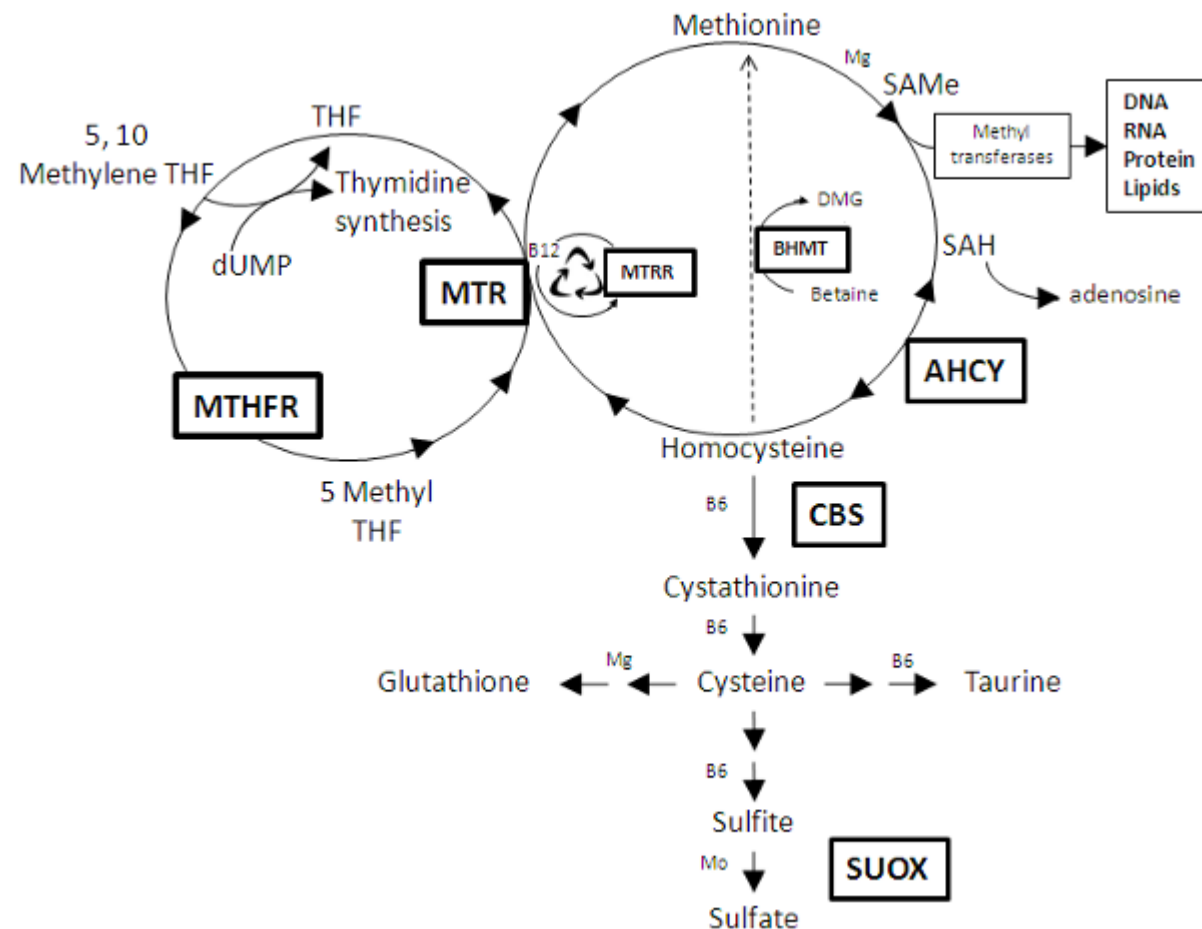 Methionine
Mg
SAMe
DNA
RNA
Protein
Lipids
Methyl
transferases
THF
5, 10
Methylene THF
Thymidine
synthesis
dUMP
DMG
BHMT
Betaine
B12
MTRR
MTR
SAH
adenosine
AHCY
MTHFR
5 Methyl
THF
Homocysteine
B6
CBS
Cystathionine
B6
Glutathione
Mg
Cysteine
B6
Taurine
B6
Sulfite
Mo
SUOX
Sulfate